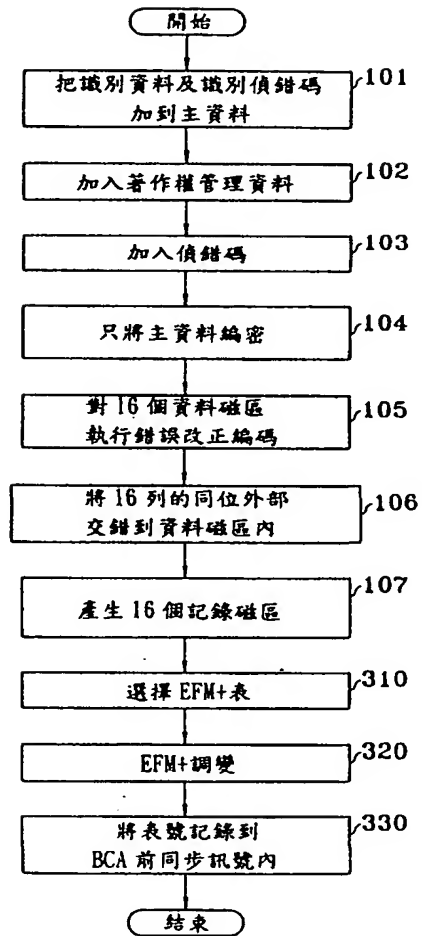 開始
把識別資料及識別偵錯碼
加到主資料
101
加入著作權管理資料
102
加入偵錯碼
103
只將主資料編密
104
對16個資料磁區
執行錯誤改正編碼
105
將16列的同位外部
交錯到資料磁區內
106
產生16個記錄磁區
107
選擇EFM+表
310
EFM+調變
320
將表號記錄到
BCA前同步訊號內
330
結束